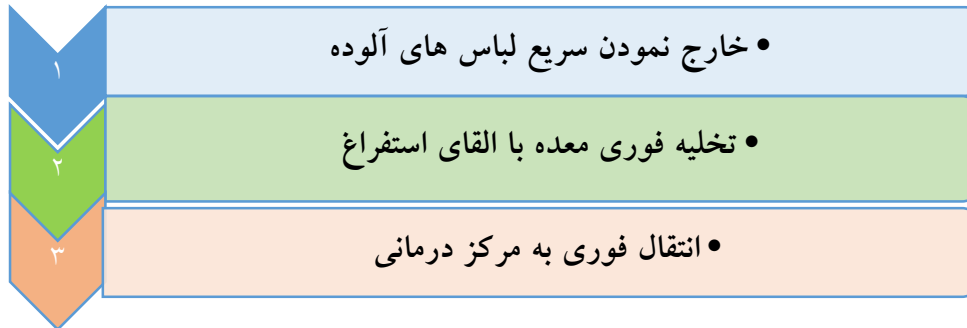 ۱
• خارج نمودن سریع لباس های آلوده
۲
• تخلیه فوری معده با القای استفراغ
۳
• انتقال فوری به مرکز درمانی